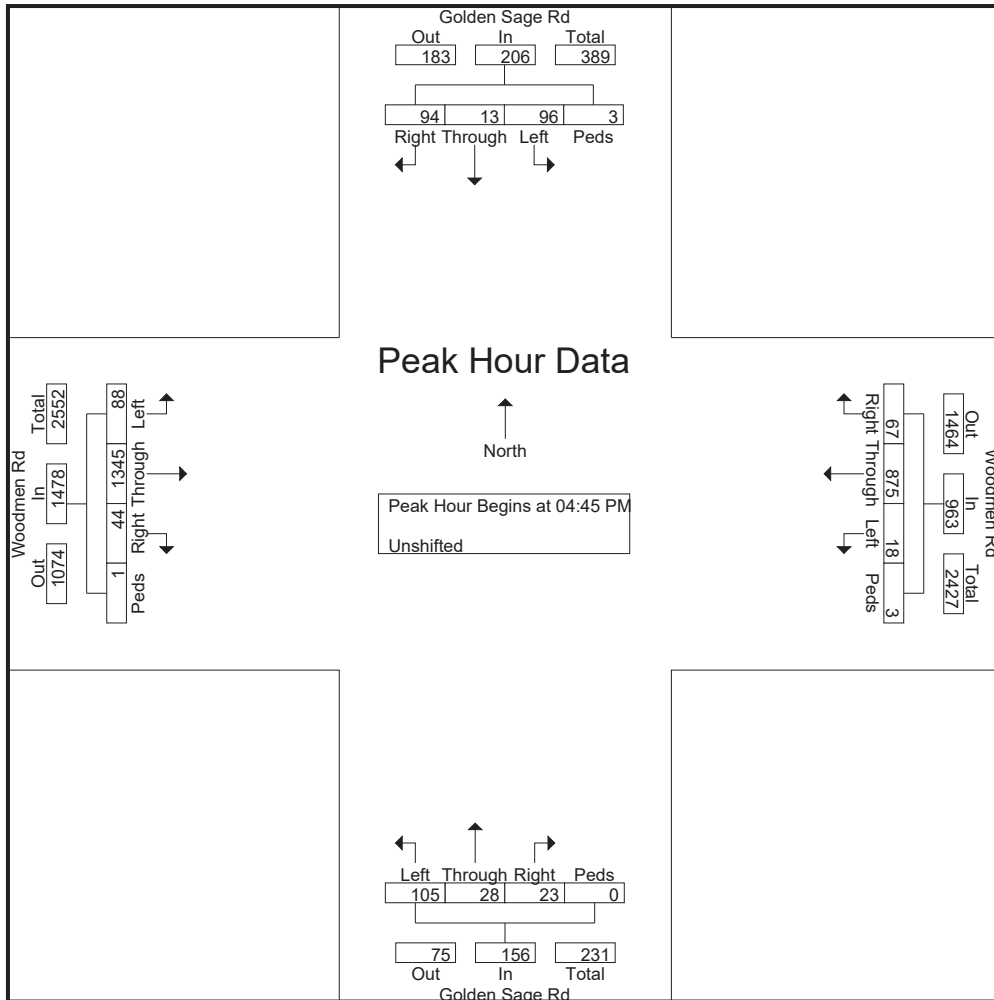 Golden Sage Rd
Out In Total
183 206 389
94 13 96 3
Right Through Left Peds
Peak Hour Data
North
Peak Hour Begins at 04:45 PM
Unshifted
Woodmen Rd
Out In Total
1074 1478 2552
88 1345 44 1
Left Through Right Peds
Woodmen Rd
Out In Total
1464 963 2427
67 875 18 3
Right Through Left Peds
Left Through Right Peds
105 28 23 0
75 156 231
Out In Total
Golden Sage Rd